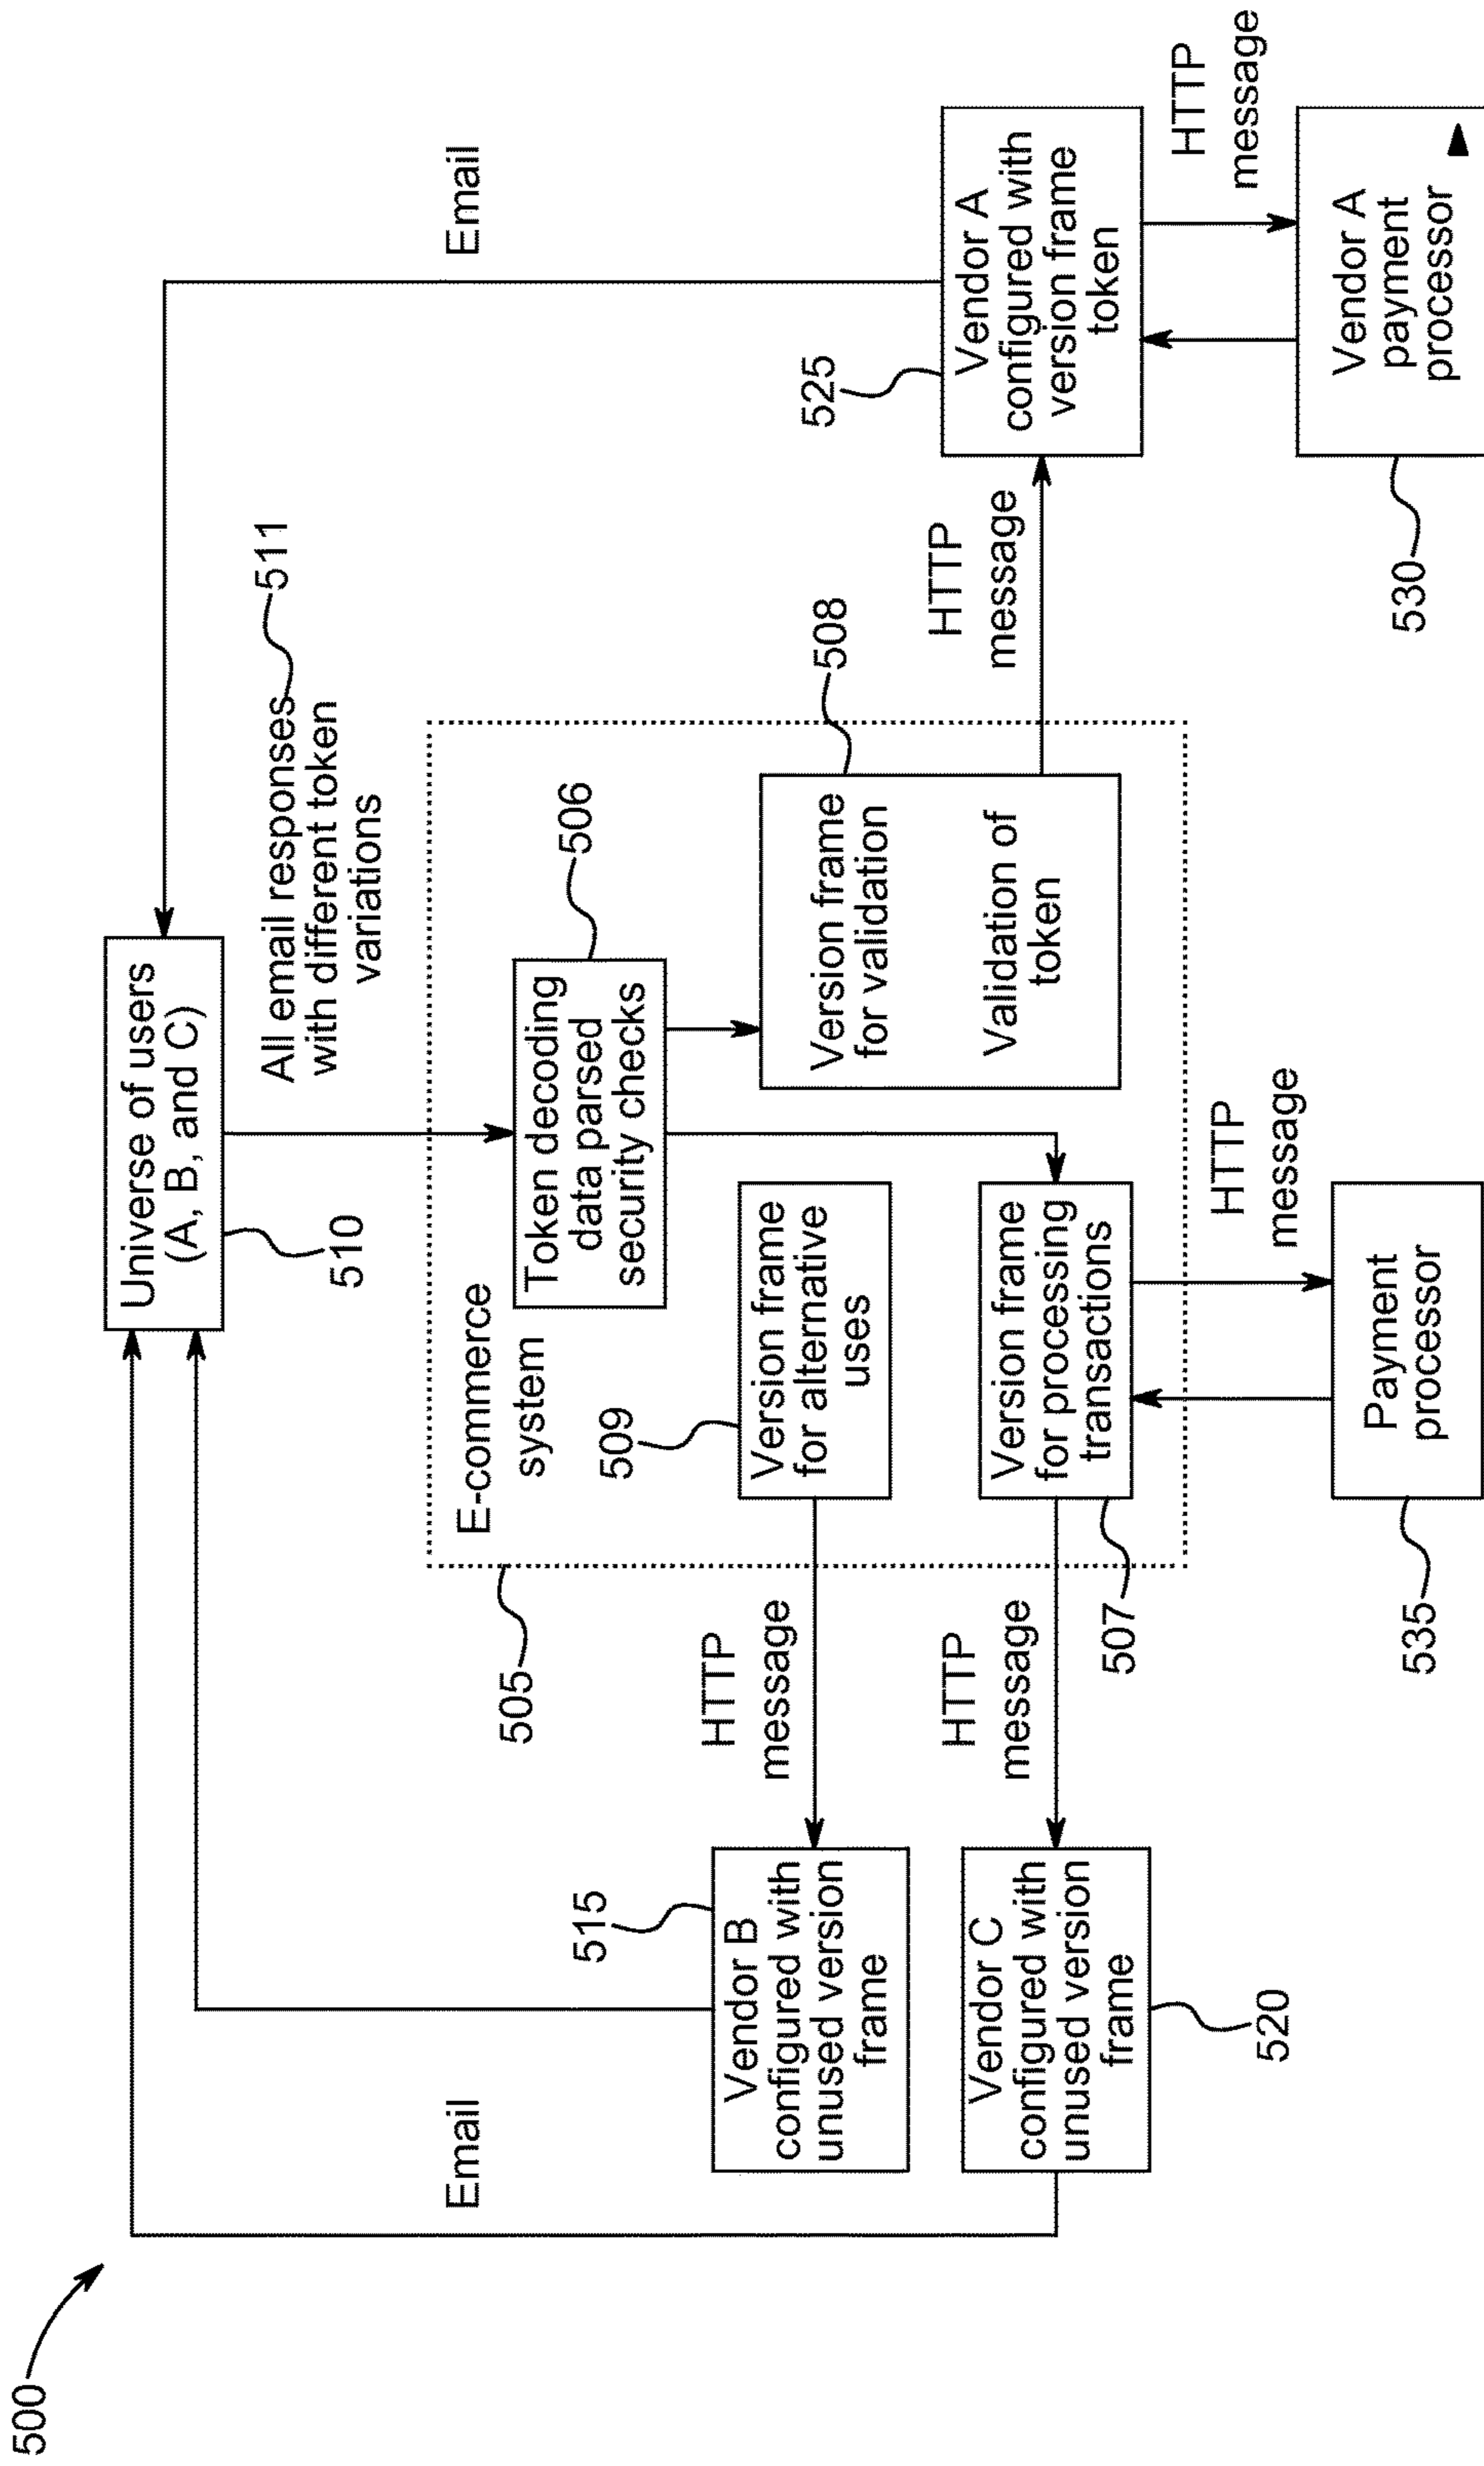 500
Universe of users
(A, B, and C)
510
All email responses
with different token
variations
511
Email
Email
E-commerce
system
505
Token decoding
data parsed
security checks
506
Version frame
for alternative
uses
509
Version frame
for validation
Validation of
token
508
Version frame
for processing
transactions
507
HTTP
message
HTTP
message
HTTP
message
HTTP
message
HTTP
message
Vendor B
configured with
unused version
frame
515
Vendor C
configured with
unused version
frame
520
Vendor A
configured with
version frame
token
525
Vendor A
payment
processor
530
Payment
processor
535